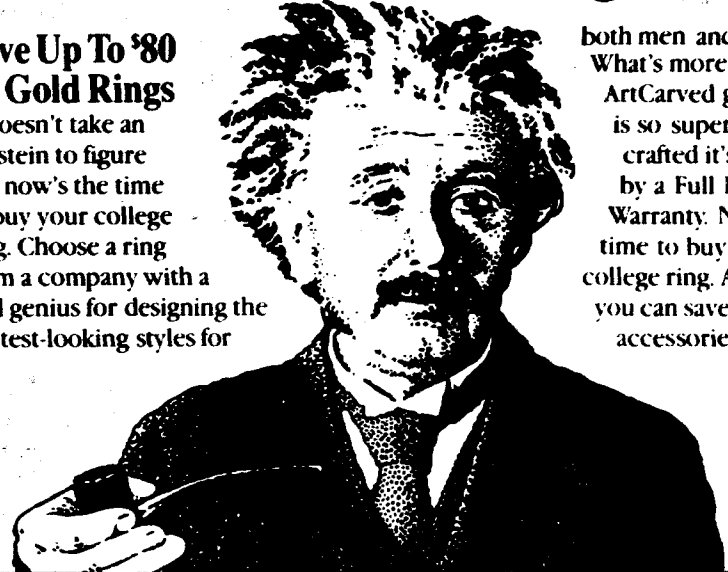 ve Up To $80
Gold Rings
oesn't take an
stein to figure
now's the time
buy your college
g. Choose a ring
m a company with a
l genius for designing the
test-looking styles for
both men and
What's more
ArtCarved g
is so super
crafted it's
by a Full
Warranty. N
time to buy
college ring. A
you can save
accessorie